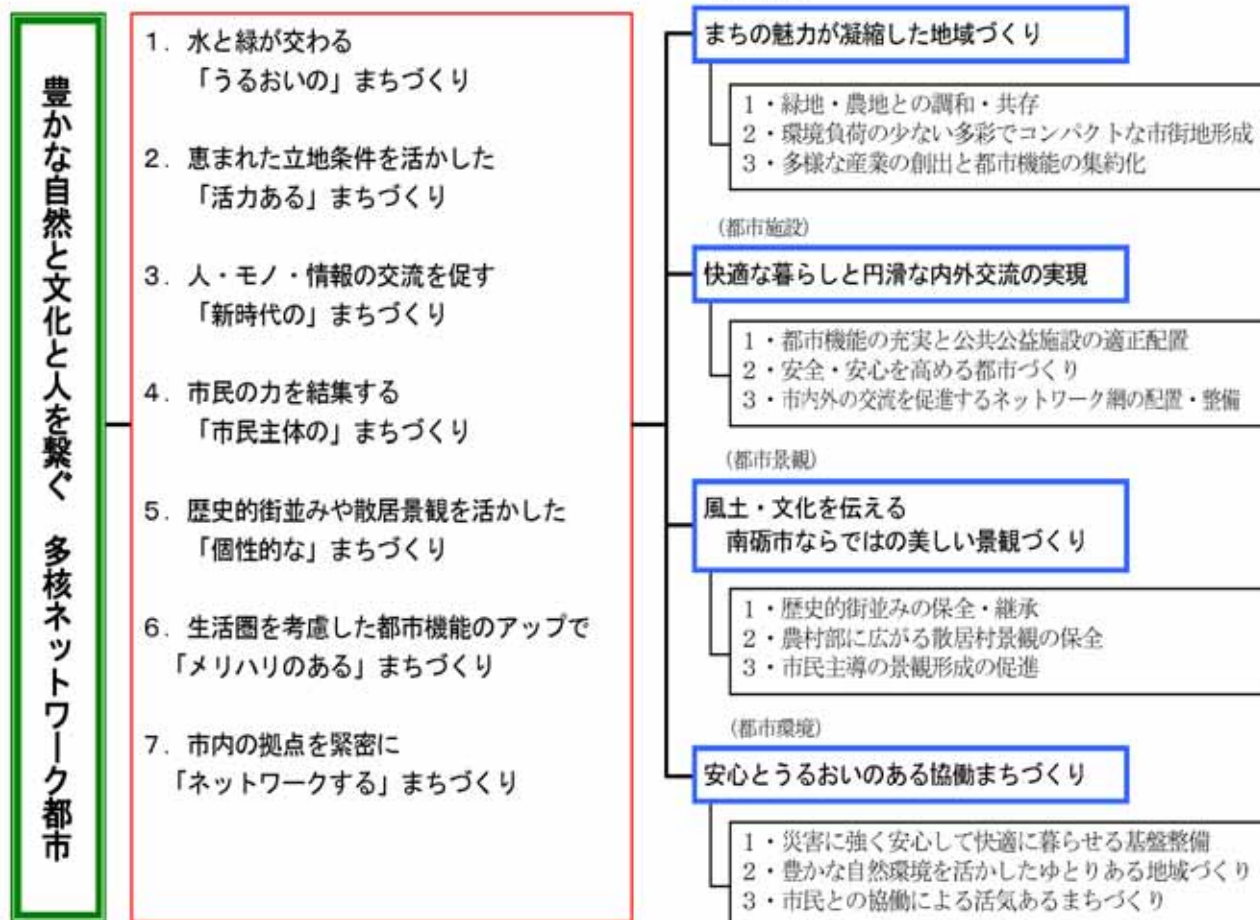 豊かな自然と文化と人を繋ぐ　多核ネットワーク都市
１．水と緑が交わる
「うるおいの」まちづくり
２．恵まれた立地条件を活かした
「活力ある」まちづくり
３．人・モノ・情報の交流を促す
「新時代の」まちづくり
４．市民の力を結集する
「市民主体の」まちづくり
５．歴史的街並みや散居景観を活かした
「個性的な」まちづくり
６．生活圏を考慮した都市機能のアップで
「メリハリのある」まちづくり
７．市内の拠点を緊密に
「ネットワークする」まちづくり
まちの魅力が凝縮した地域づくり
１・緑地・農地との調和・共存
２・環境負荷の少ない多彩でコンパクトな市街地形成
３・多様な産業の創出と都市機能の集約化
（都市施設）
快適な暮らしと円滑な内外交流の実現
１・都市機能の充実と公共公益施設の適正配置
２・安全・安心を高める都市づくり
３・市内外の交流を促進するネットワーク網の配置・整備
（都市景観）
風土・文化を伝える
南砺市ならではの美しい景観づくり
１・歴史的街並みの保全・継承
２・農村部に広がる散居村景観の保全
３・市民主導の景観形成の促進
（都市環境）
安心とうるおいのある協働まちづくり
１・災害に強く安心して快適に暮らせる基盤整備
２・豊かな自然環境を活かしたゆとりある地域づくり
３・市民との協働による活気あるまちづくり